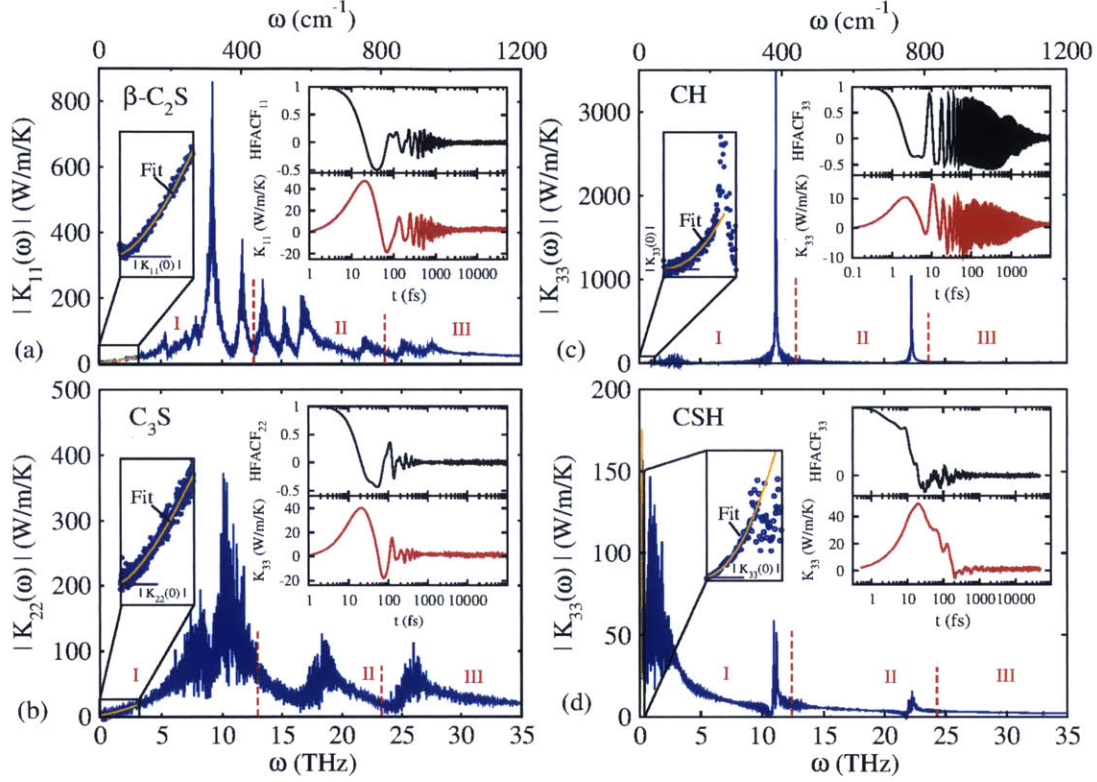 ω (cm⁻¹)
0 400 800 1200
| K₁₁(ω) | (W/m/K)
800
600
400
200
0
β-C₂S
Fit
| K₁₁(0) |
HFACF₁₁
1
0.5
0
-0.5
K₁₁ (W/m/K)
40
20
0
-20
1 10 100 1000 10000
t (fs)
I
II
III
(a)
ω (cm⁻¹)
0 400 800 1200
| K₃₃(ω) | (W/m/K)
3000
2000
1000
0
CH
Fit
| K₃₃(0) |
HFACF₃₃
1
0.5
0
-0.5
K₃₃ (W/m/K)
20
10
0
-10
0.1 1 10 100 1000
t (fs)
I
II
III
(c)
| K₂₂(ω) | (W/m/K)
500
400
300
200
100
0
C₃S
Fit
| K₂₂(0) |
HFACF₂₂
1
0.5
0
-0.5
K₃₃ (W/m/K)
40
20
0
-20
1 10 100 1000 10000
t (fs)
I
II
III
(b)
0 5 10 15 20 25 30 35
ω (THz)
| K₃₃(ω) | (W/m/K)
200
150
100
50
0
CSH
Fit
| K₃₃(0) |
HFACF₃₃
0
K₃₃ (W/m/K)
40
20
0
1 10 100 1000 10000
t (fs)
I
II
III
(d)
0 5 10 15 20 25 30 35
ω (THz)